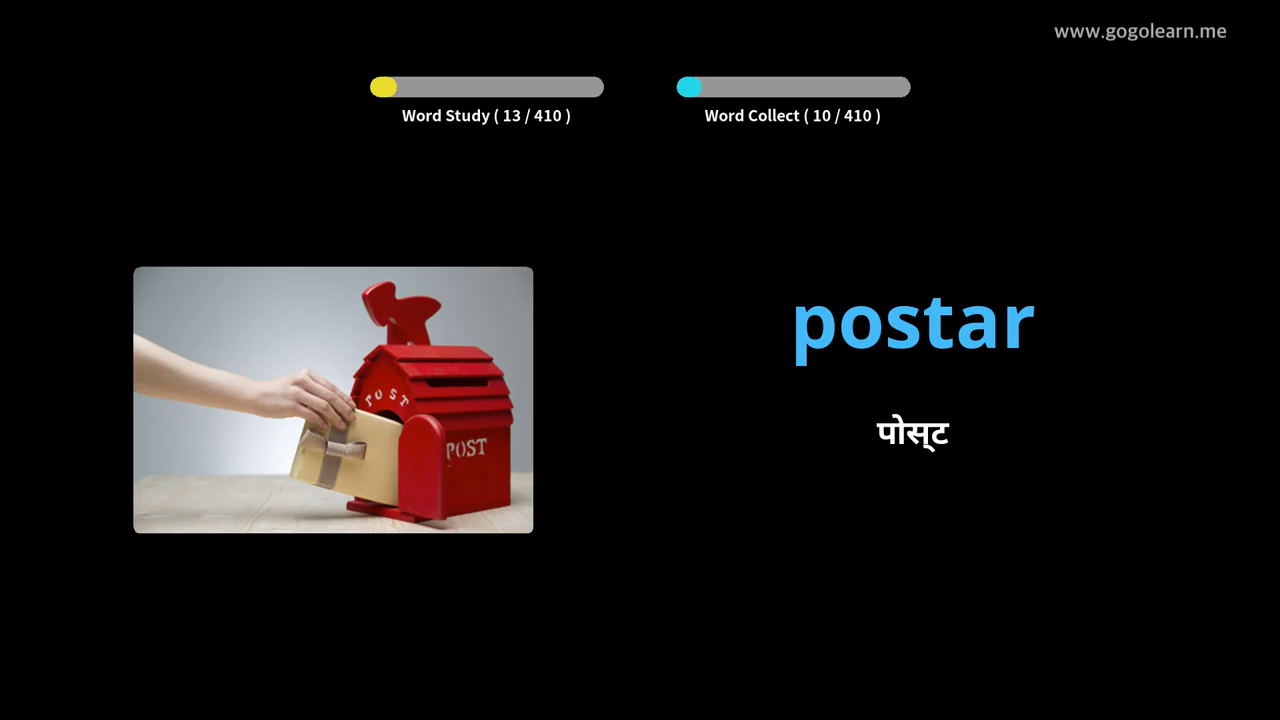 www.gogolearn.me
Word Study ( 13 / 410 )
Word Collect ( 10 / 410 )
POST
POST
postar
पोस्ट